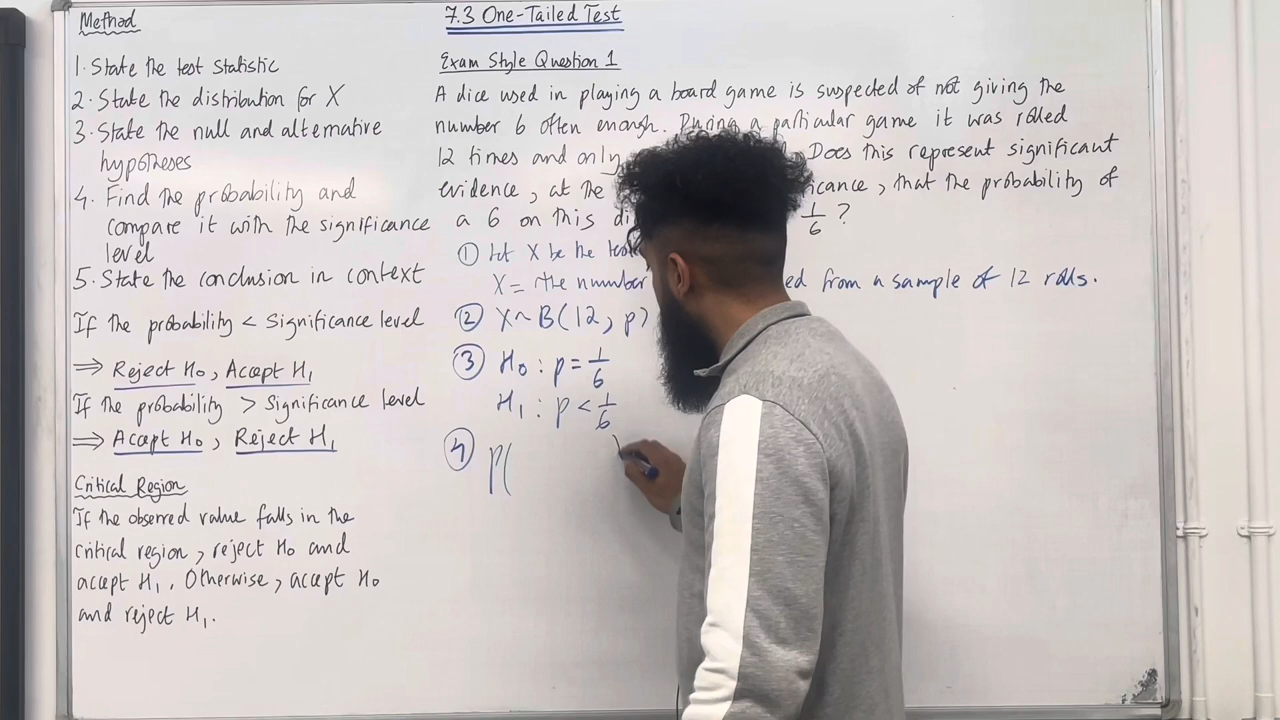 Method
1. State the test statistic
2. State the distribution for X
3. State the null and alternative
hypotheses
4. Find the probability and
compare it with the significance
level
5. State the conclusion in context
If the probability < Significance level
⇒ Reject H₀, Accept H₁
If the probability > Significance level
⇒ Accept H₀, Reject H₁
Critical Region
If the observed value falls in the
critical region, reject H₀ and
accept H₁. Otherwise, accept H₀
and reject H₁.
7.3 One-Tailed Test
Exam Style Question 1
A dice used in playing a board game is suspected of not giving the
number 6 often enough. During a particular game it was rolled
12 times and only Does this represent significant
evidence, at the icance, that the probability of
a 6 on this di 1/6 ?
① Let X be the
X = the number ed from a sample of 12 rolls.
② X ~ B(12, p)
③ H₀ : p = 1/6
H₁ : p < 1/6
④ P( )